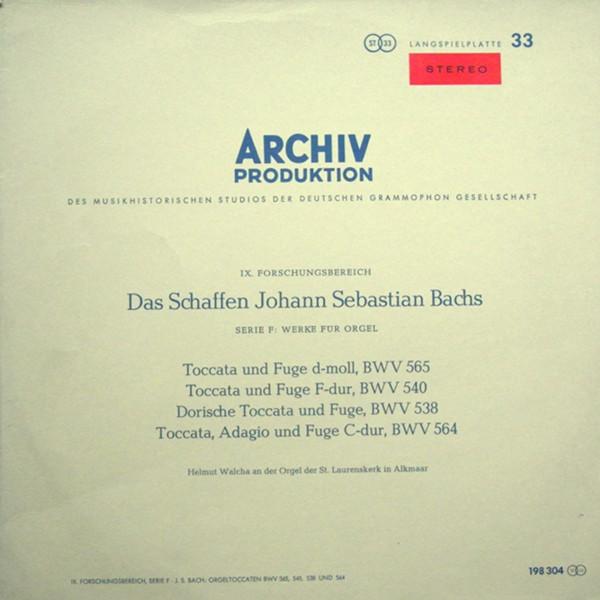 ST 33 LANGSPIELPLATTE 33
STEREO
ARCHIV
PRODUKTION
DES MUSIKHISTORISCHEN STUDIOS DER DEUTSCHEN GRAMMOPHON GESELLSCHAFT
IX. FORSCHUNGSBEREICH
Das Schaffen Johann Sebastian Bachs
SERIE F: WERKE FUR ORGEL
Toccata und Fuge d-moll, BWV 565
Toccata und Fuge F-dur, BWV 540
Dorische Toccata und Fuge, BWV 538
Toccata, Adagio und Fuge C-dur, BWV 564
Helmut Walcha an der Orgel der St. Laurenskerk in Alkmaar
198 304
IX. FORSCHUNGSBEREICH, SERIE F - J. S. BACH: ORGELTOCCATEN BWV 565, 540, 538 UND 564